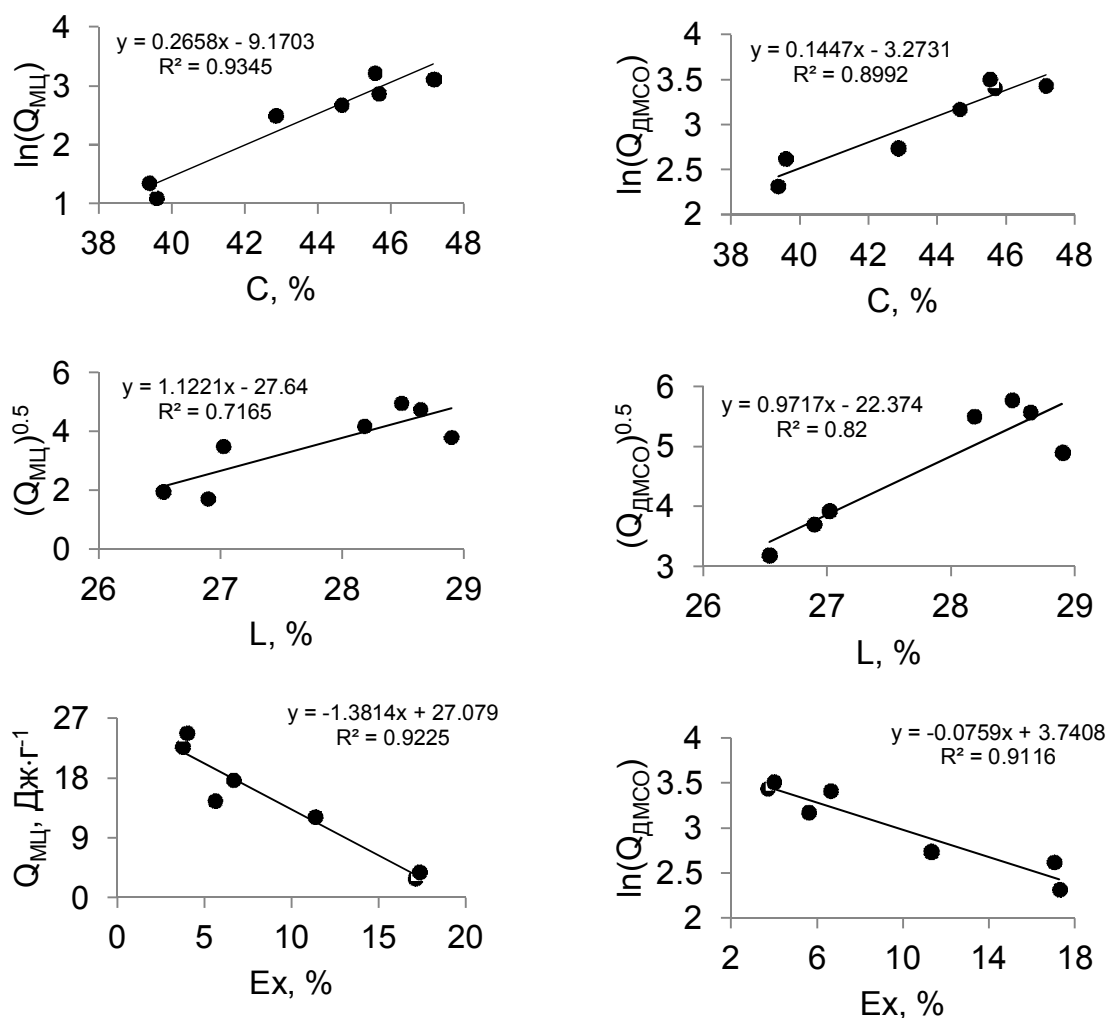 y = 0.2658x - 9.1703
R² = 0.9345
ln(Q_МЦ)
4
3
2
1
38 40 42 44 46 48
C, %
y = 0.1447x - 3.2731
R² = 0.8992
ln(Q_ДМСО)
4
3.5
3
2.5
2
38 40 42 44 46 48
C, %
y = 1.1221x - 27.64
R² = 0.7165
(Q_МЦ)^0.5
6
4
2
0
26 27 28 29
L, %
y = 0.9717x - 22.374
R² = 0.82
(Q_ДМСО)^0.5
6
5
4
3
26 27 28 29
L, %
y = -1.3814x + 27.079
R² = 0.9225
Q_МЦ, Дж·г⁻¹
27
18
9
0
0 5 10 15 20
Ex, %
y = -0.0759x + 3.7408
R² = 0.9116
ln(Q_ДМСО)
4
3.5
3
2.5
2
2 6 10 14 18
Ex, %